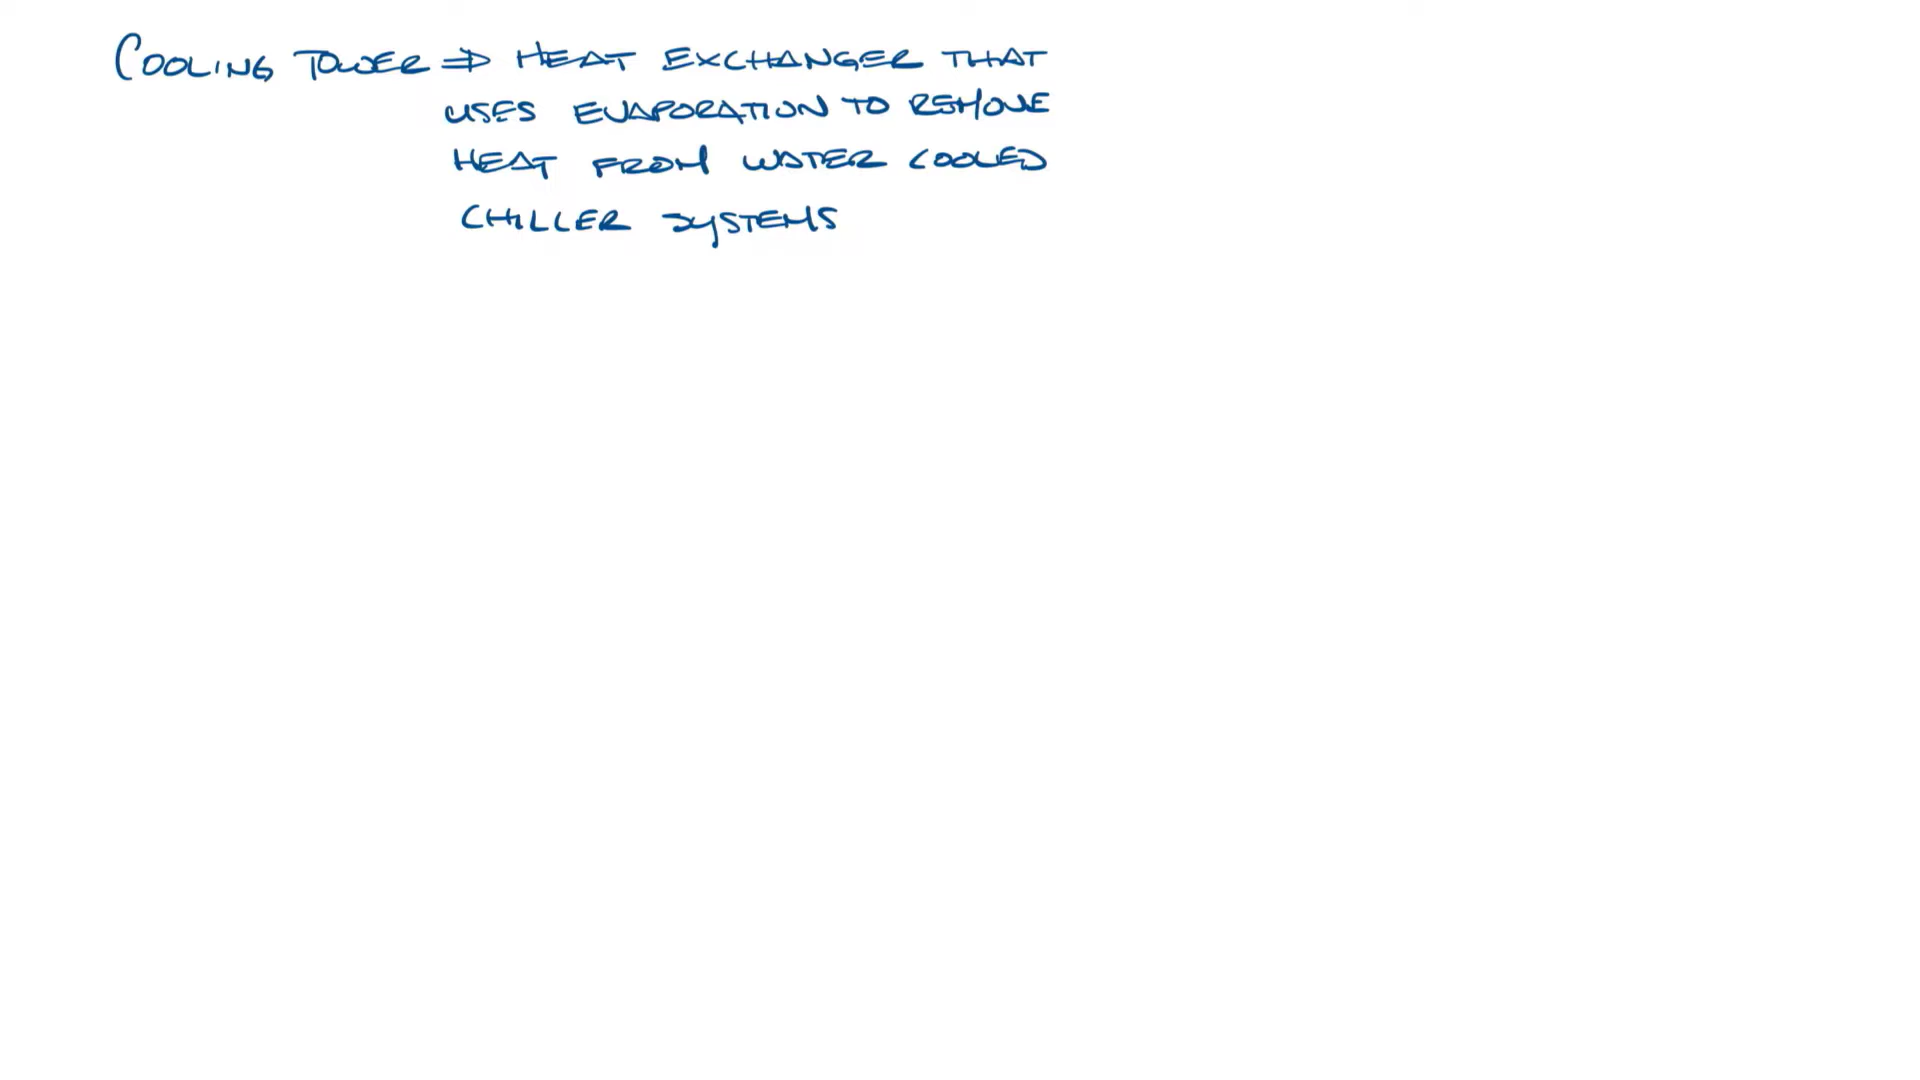 COOLING TOWER ⇒ HEAT EXCHANGER THAT
USES EVAPORATION TO REMOVE
HEAT FROM WATER COOLED
CHILLER SYSTEMS